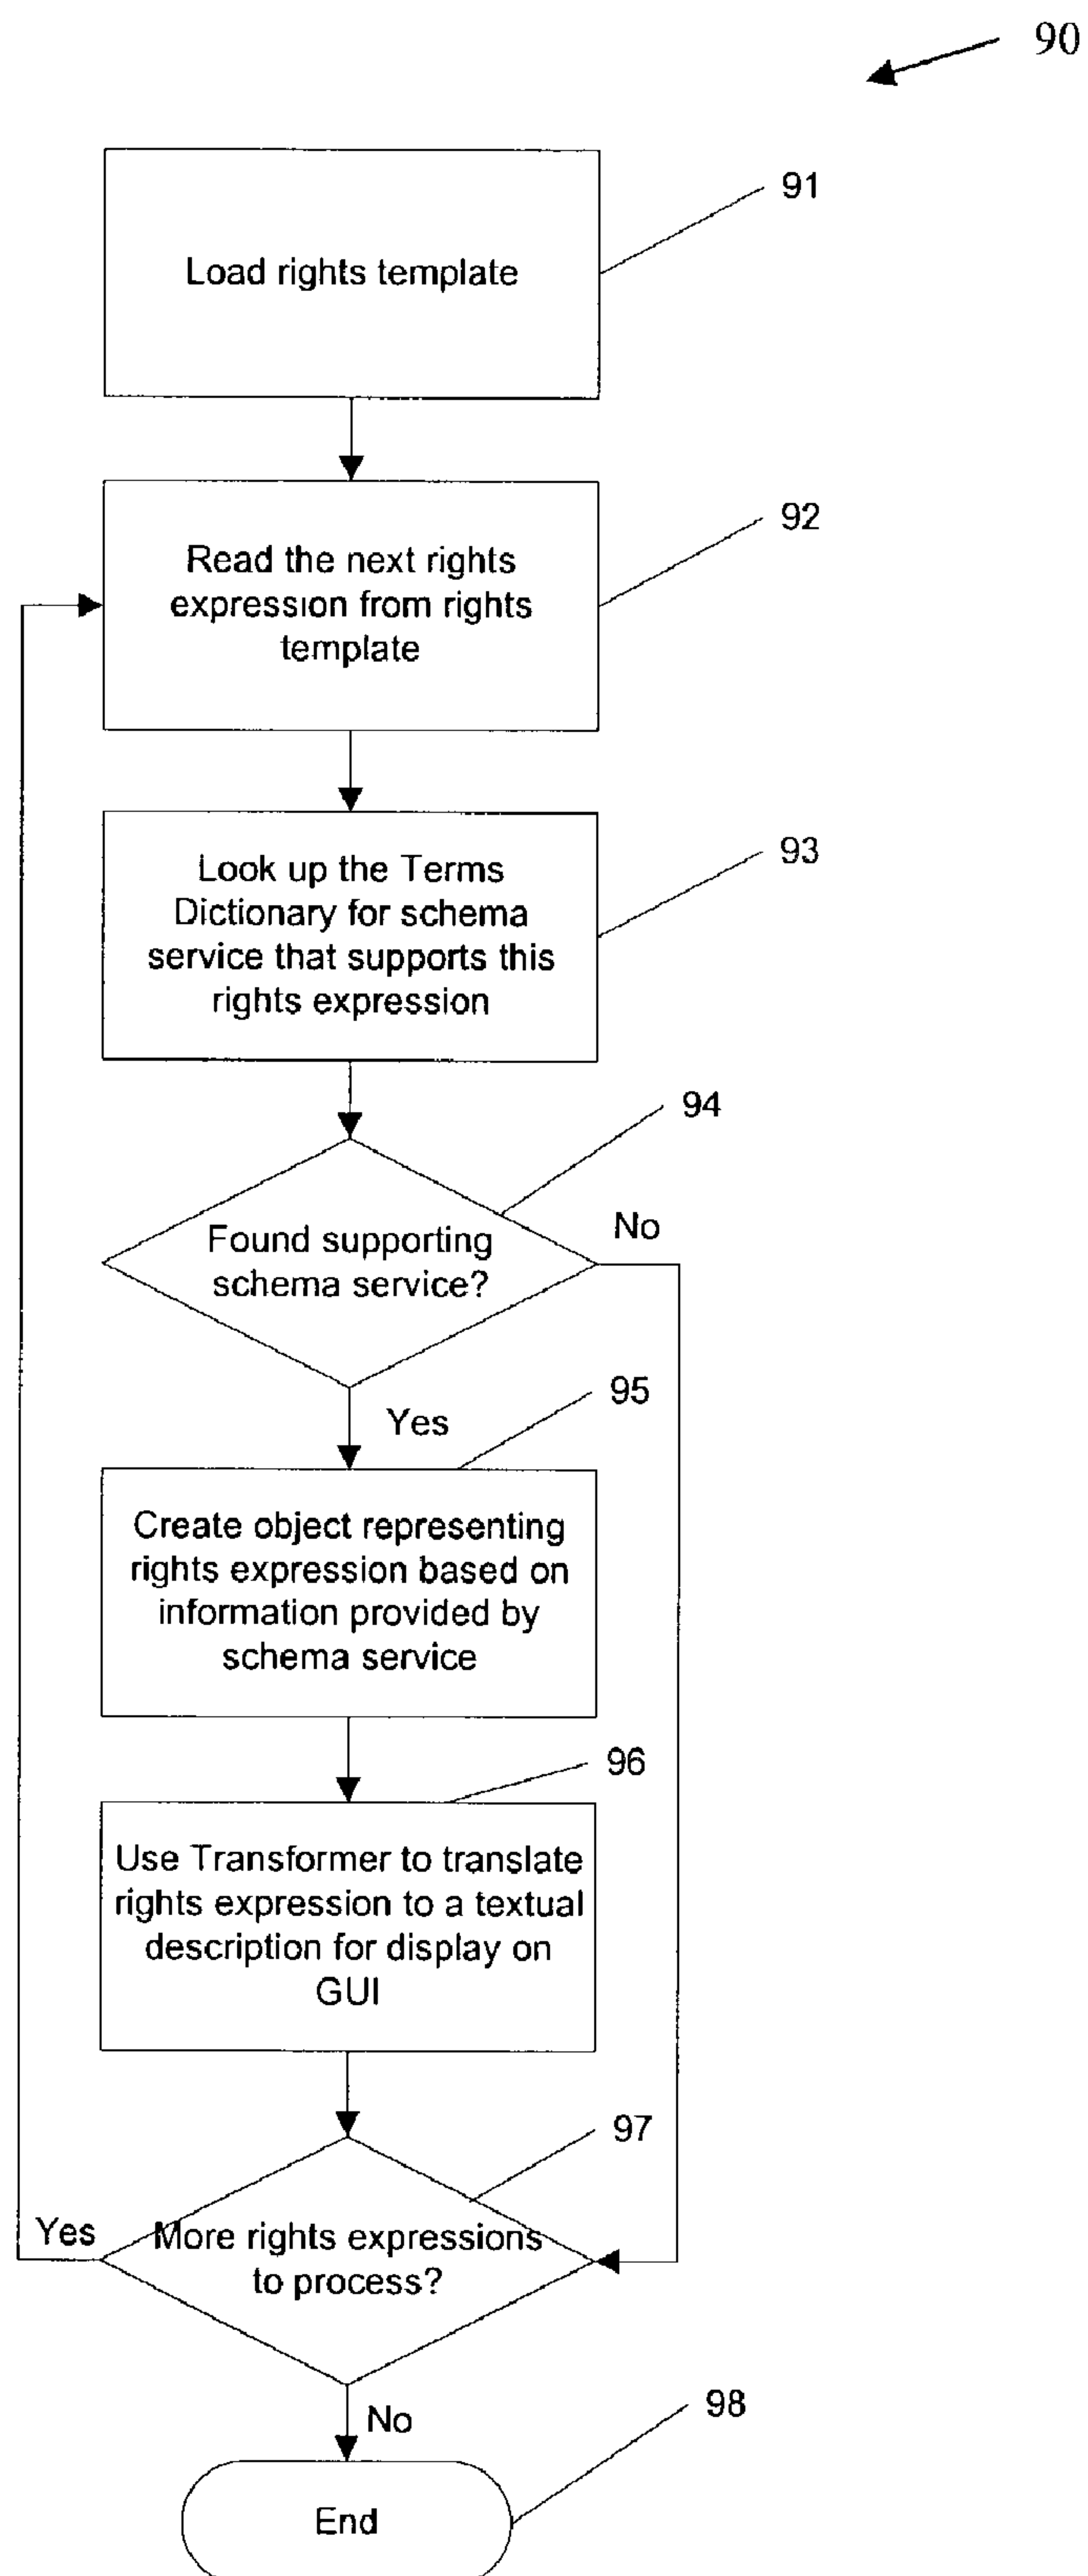 90
91
Load rights template
92
Read the next rights
expression from rights
template
93
Look up the Terms
Dictionary for schema
service that supports this
rights expression
94
No
Found supporting
schema service?
95
Yes
Create object representing
rights expression based on
information provided by
schema service
96
Use Transformer to translate
rights expression to a textual
description for display on
GUI
97
Yes
More rights expressions
to process?
98
No
End